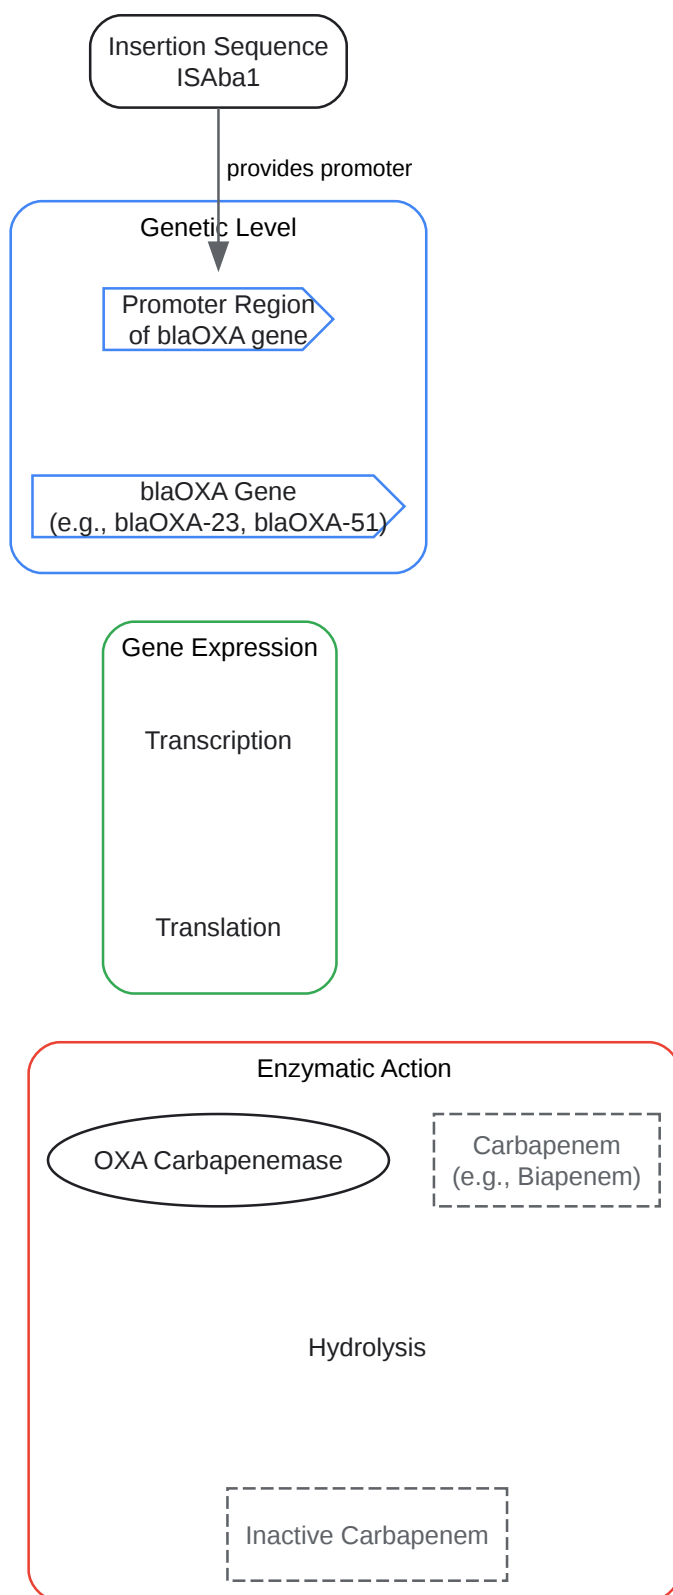 Insertion Sequence
ISAba1
provides promoter
Genetic Level
Promoter Region
of blaOXA gene
blaOXA Gene
(e.g., blaOXA-23, blaOXA-51)
Gene Expression
Transcription
Translation
Enzymatic Action
OXA Carbapenemase
Carbapenem
(e.g., Biapenem)
Hydrolysis
Inactive Carbapenem